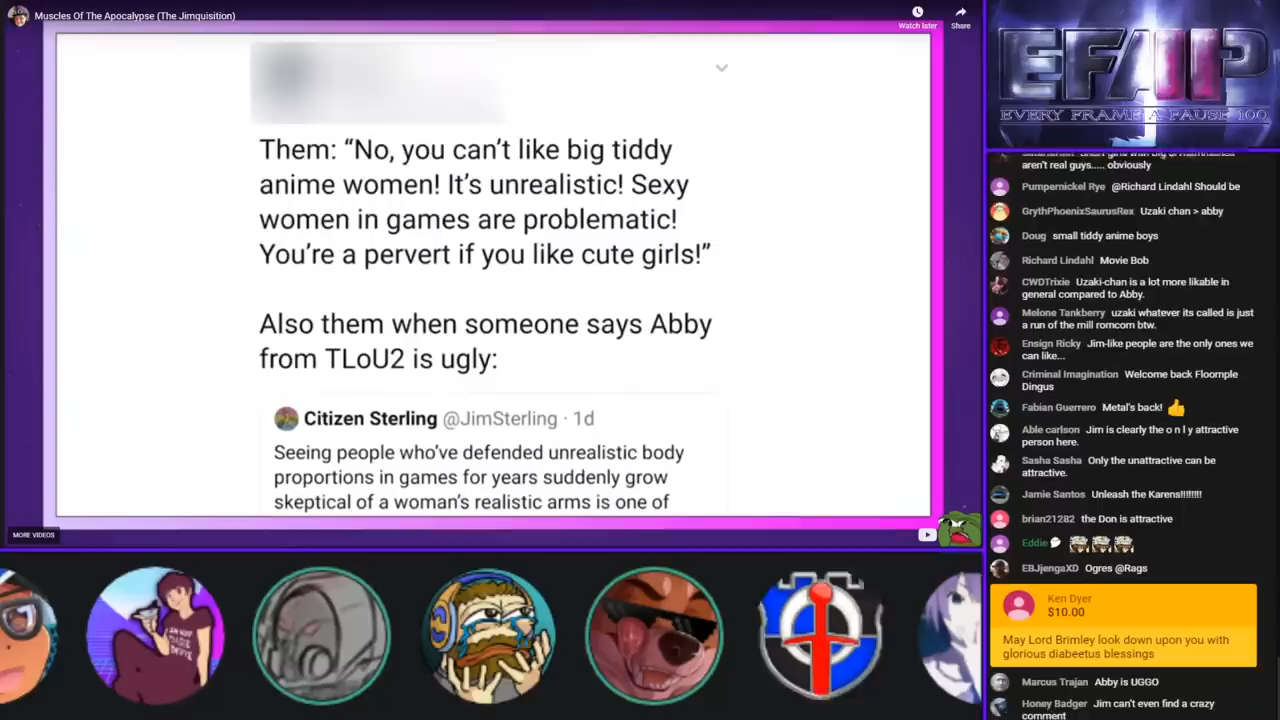 Muscles Of The Apocalypse (The Jimquisition)
Watch later
Share
Them: “No, you can’t like big tiddy
anime women! It’s unrealistic! Sexy
women in games are problematic!
You’re a pervert if you like cute girls!”
Also them when someone says Abby
from TLoU2 is ugly:
Citizen Sterling @JimSterling · 1d
Seeing people who’ve defended unrealistic body
proportions in games for years suddenly grow
skeptical of a woman’s realistic arms is one of
MORE VIDEOS
I AM NOT
EFAP
EVERY FRAME A PAUSE 100
aren't real guys..... obviously
Pumpernickel Rye @Richard Lindahl Should be
GrythPhoenixSaurusRex Uzaki chan > abby
Doug small tiddy anime boys
Richard Lindahl Movie Bob
CWDTrixie Uzaki-chan is a lot more likable in
general compared to Abby.
Melone Tankberry uzaki whatever its called is just
a run of the mill romcom btw.
Ensign Ricky Jim-like people are the only ones we
can like...
Criminal Imagination Welcome back Floomple
Dingus
Fabian Guerrero Metal's back! 👍
Able carlson Jim is clearly the o n l y attractive
person here.
Sasha Sasha Only the unattractive can be
attractive.
Jamie Santos Unleash the Karens!!!!!!!!
brian21282 the Don is attractive
Eddie
EBJjengaXD Ogres @Rags
Ken Dyer
$10.00
May Lord Brimley look down upon you with
glorious diabeetus blessings
Marcus Trajan Abby is UGGO
Honey Badger Jim can't even find a crazy
comment